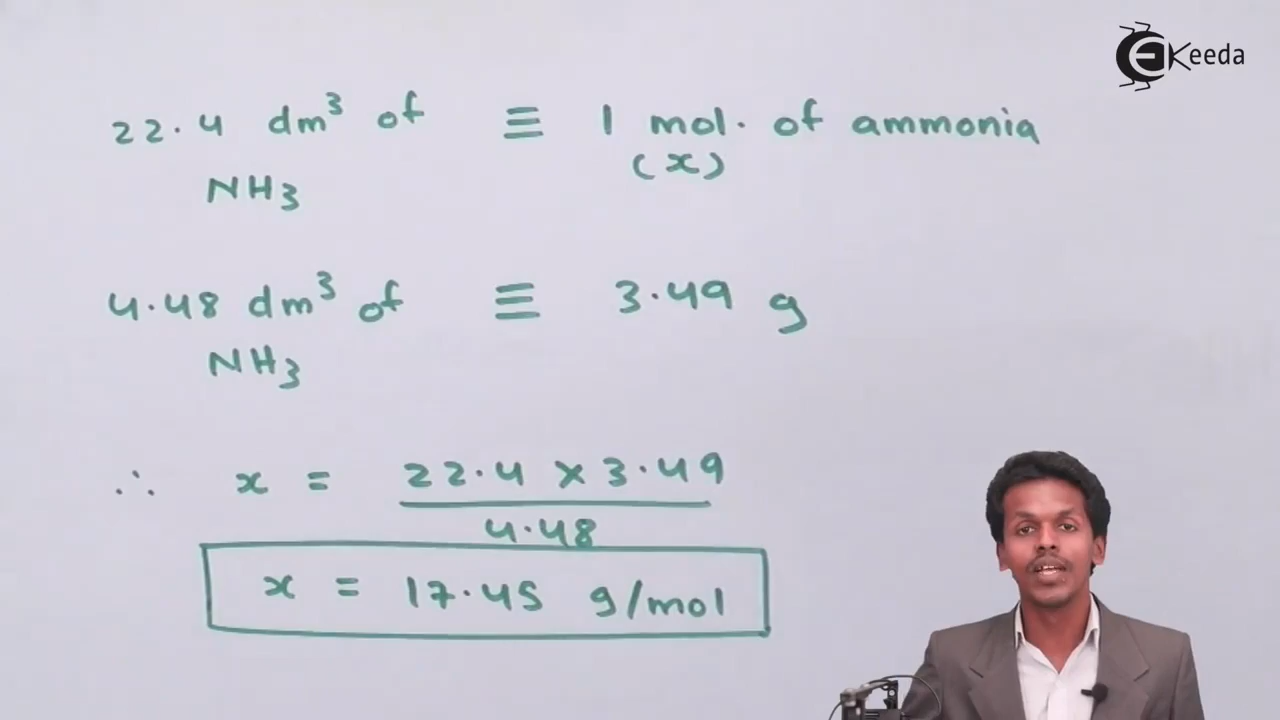 EKeeda
22.4 dm³ of ≡ 1 mol. of ammonia
NH3 (x)
4.48 dm³ of ≡ 3.49 g
NH3
∴ x = 22.4 × 3.49
4.48
x = 17.45 g/mol